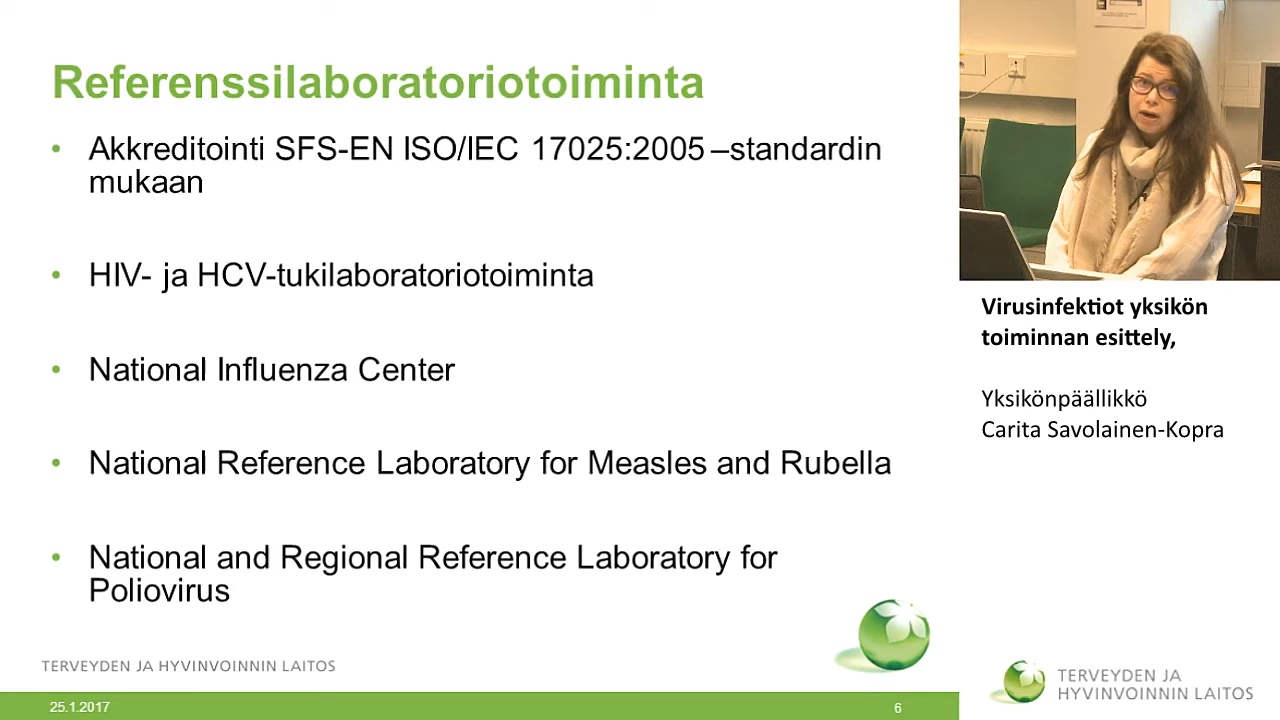 Referenssilaboratoriotoiminta
• Akkreditointi SFS-EN ISO/IEC 17025:2005 –standardin
mukaan
• HIV- ja HCV-tukilaboratoriotoiminta
• National Influenza Center
• National Reference Laboratory for Measles and Rubella
• National and Regional Reference Laboratory for
Poliovirus
TERVEYDEN JA HYVINVOINNIN LAITOS
25.1.2017
6
Virusinfektiot yksikön
toiminnan esittely,
Yksikönpäällikkö
Carita Savolainen-Kopra
TERVEYDEN JA
HYVINVOINNIN LAITOS